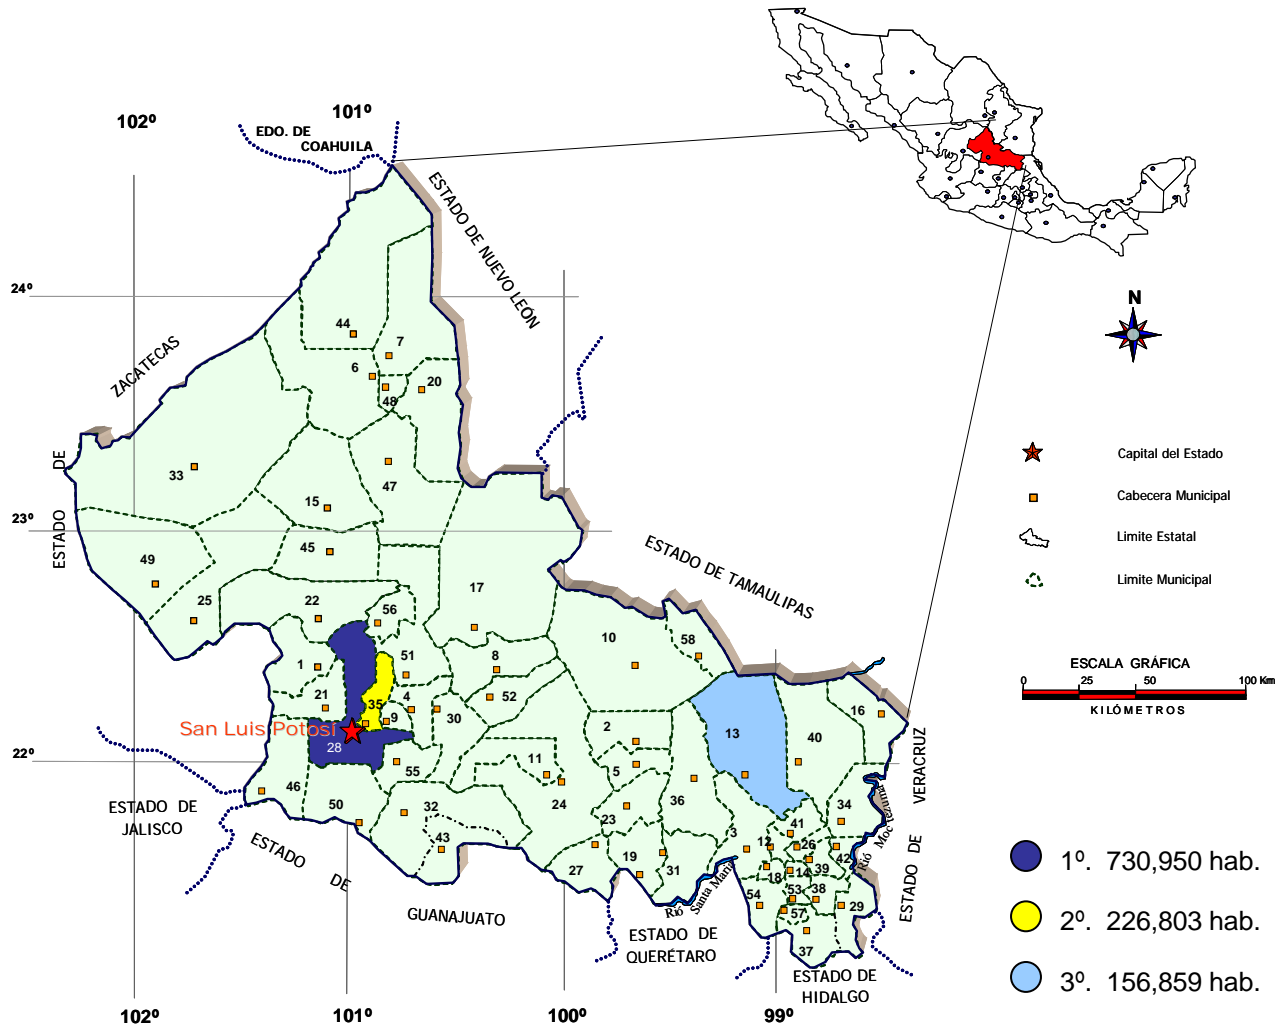 102º
101º
EDO. DE
COAHUILA
ESTADO DE NUEVO LEÓN
24º
ZACATECAS
ESTADO DE
23º
22º
N
Capital del Estado
Cabecera Municipal
Limite Estatal
Limite Municipal
ESCALA GRÁFICA
0 25 50 100 Km
KILÓMETROS
ESTADO DE TAMAULIPAS
44
7
6
48
20
33
47
15
45
49
25
22
56
17
10
58
1
51
8
21
35
4
52
9
30
San Luis Potosí
28
2
13
16
40
11
5
55
46
50
32
24
36
34
43
23
3
41
12
26
42
27
19
31
18
14
39
54
53
38
29
57
37
VERACRUZ
ESTADO DE
Rió Moctezuma
Rió Santa Maria
ESTADO DE
JALISCO
ESTADO DE
GUANAJUATO
ESTADO DE
QUERÉTARO
ESTADO DE
HIDALGO
1º. 730,950 hab.
2º. 226,803 hab.
3º. 156,859 hab.
102º
101º
100º
99º